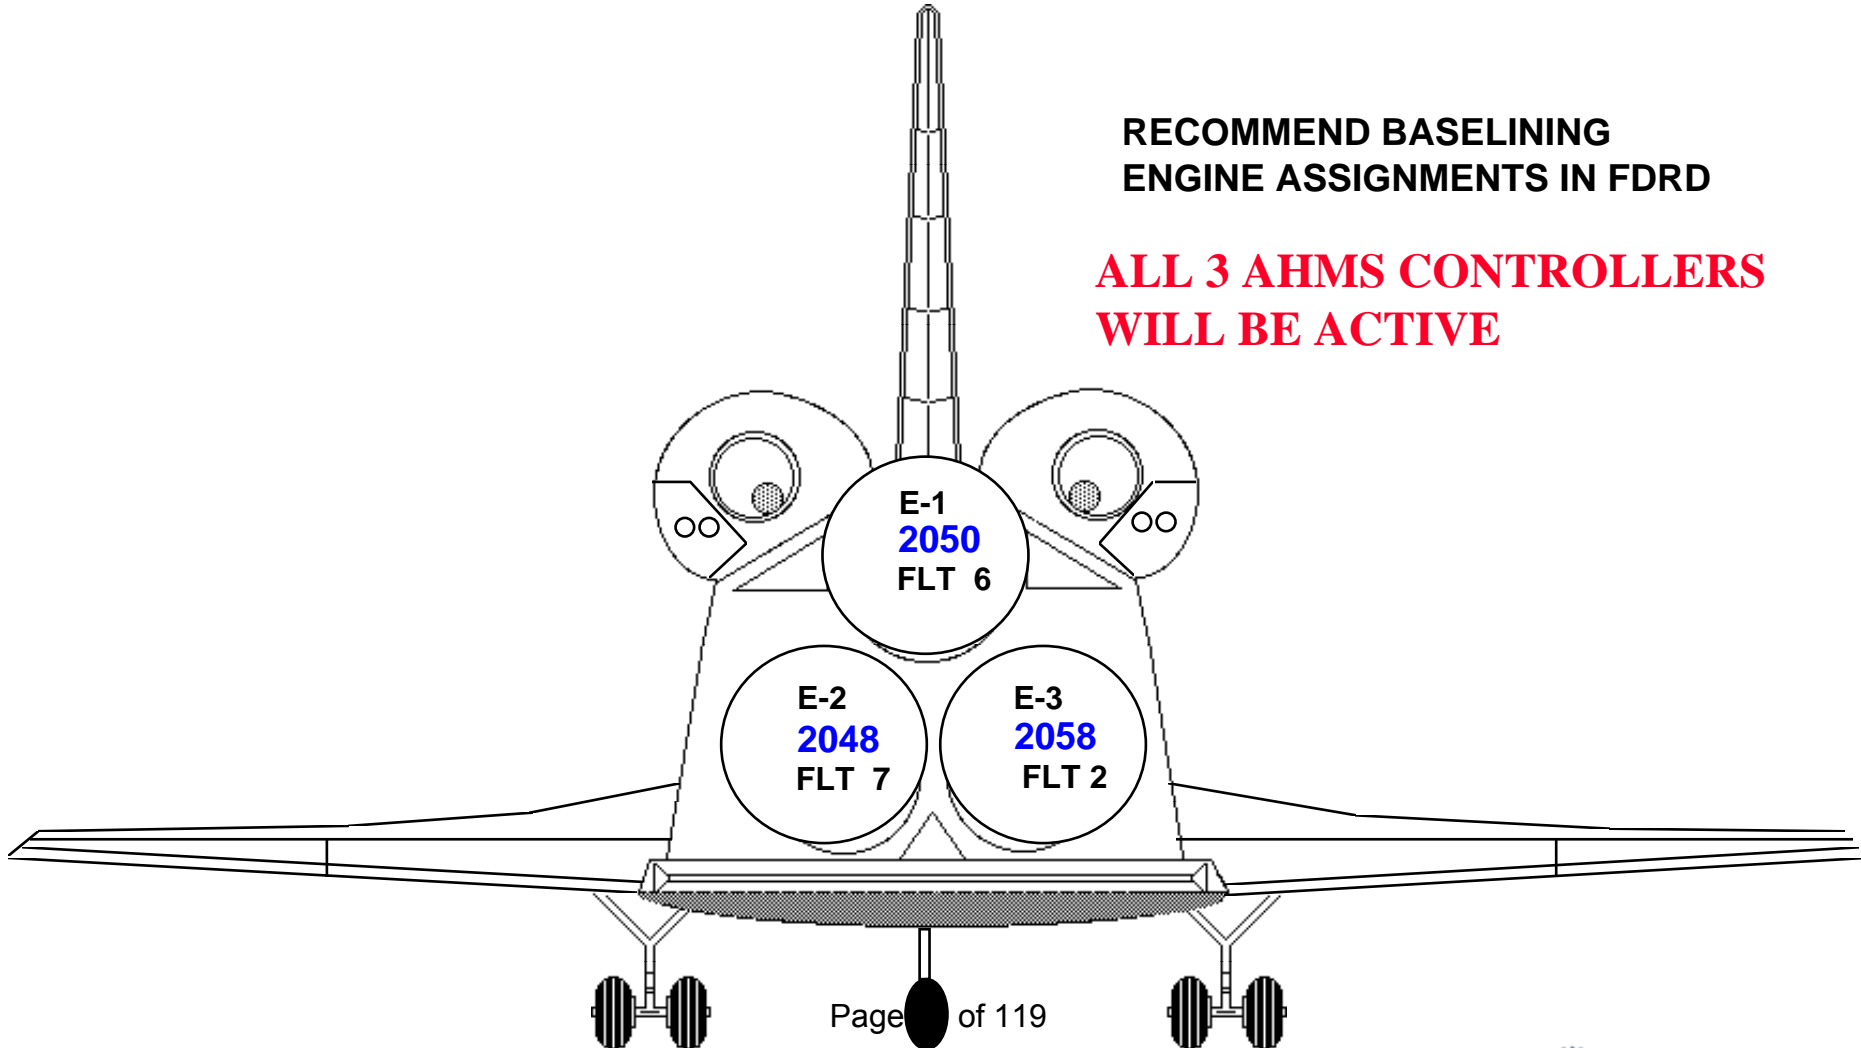 RECOMMEND BASELINING
ENGINE ASSIGNMENTS IN FDRD
ALL 3 AHMS CONTROLLERS
WILL BE ACTIVE
E-1
2050
FLT 6
E-2
2048
FLT 7
E-3
2058
FLT 2
Page of 119